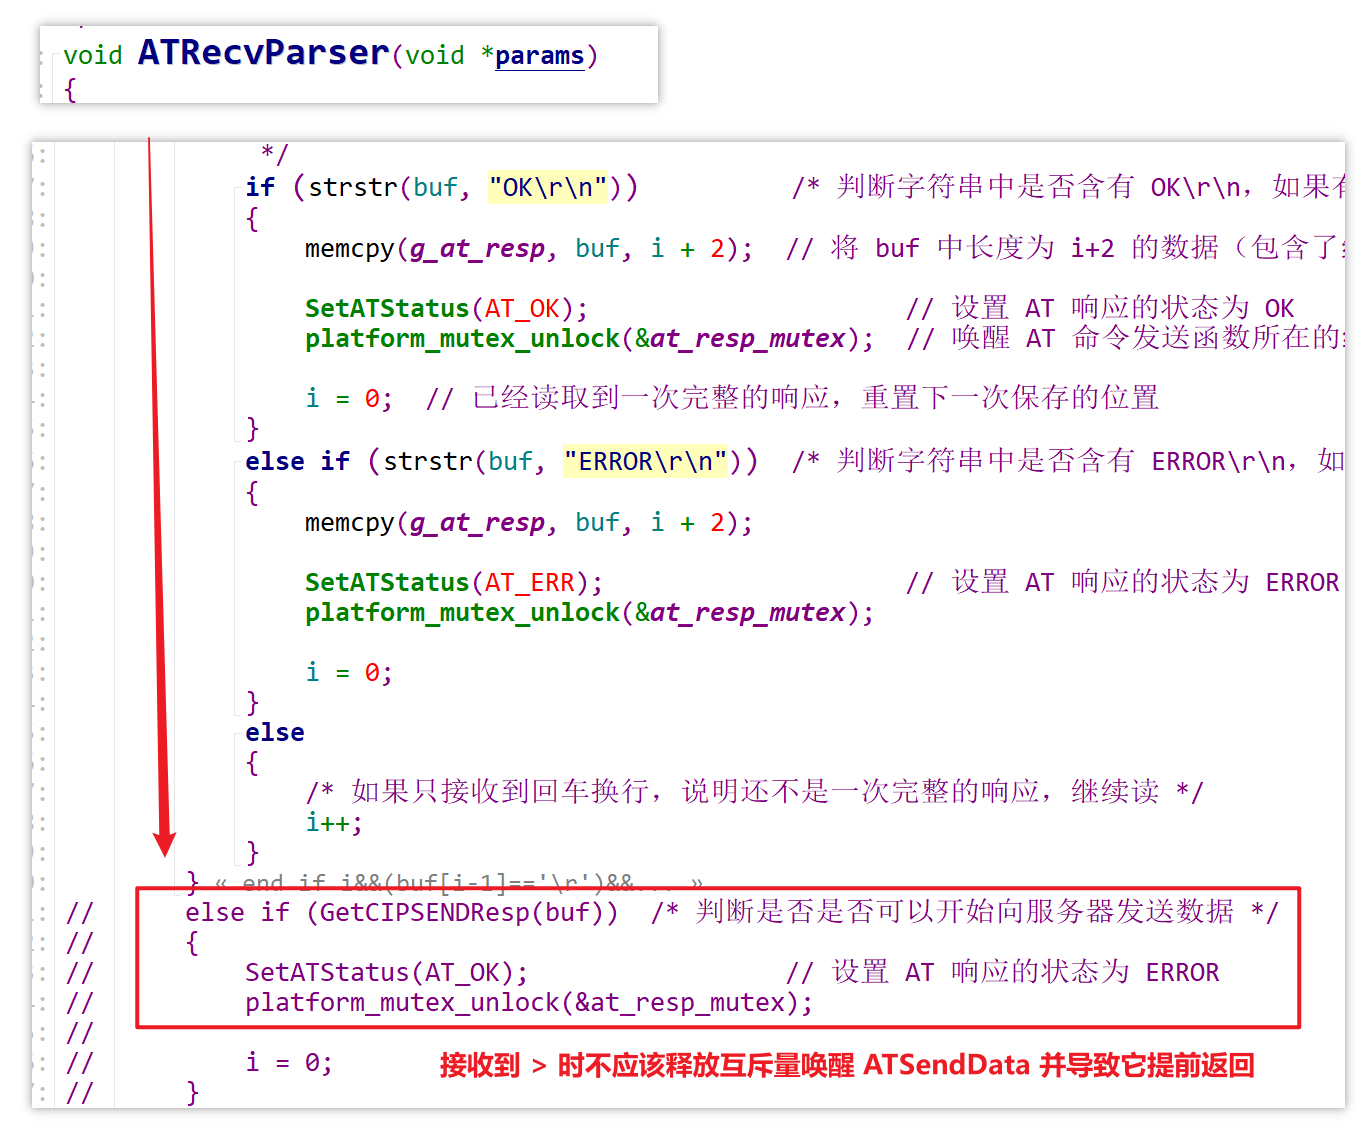 void ATRecvParser(void *params)
{
*/
if (strstr(buf, "OK\r\n")) /* 判断字符串中是否含有 OK\r\n，如果有
{
memcpy(g_at_resp, buf, i + 2); // 将 buf 中长度为 i+2 的数据（包含了
SetATStatus(AT_OK); // 设置 AT 响应的状态为 OK
platform_mutex_unlock(&at_resp_mutex); // 唤醒 AT 命令发送函数所在的
i = 0; // 已经读取到一次完整的响应，重置下一次保存的位置
}
else if (strstr(buf, "ERROR\r\n")) /* 判断字符串中是否含有 ERROR\r\n，如
{
memcpy(g_at_resp, buf, i + 2);
SetATStatus(AT_ERR); // 设置 AT 响应的状态为 ERROR
platform_mutex_unlock(&at_resp_mutex);
i = 0;
}
else
{
/* 如果只接收到回车换行，说明还不是一次完整的响应，继续读 */
i++;
}
} « end if i&&(buf[i-1]=='\r')&&... »
// else if (GetCIPSENDResp(buf)) /* 判断是否是否可以开始向服务器发送数据 */
// {
// SetATStatus(AT_OK); // 设置 AT 响应的状态为 ERROR
// platform_mutex_unlock(&at_resp_mutex);
//
// i = 0;
接收到 > 时不应该释放互斥量唤醒 ATSendData 并导致它提前返回
// }